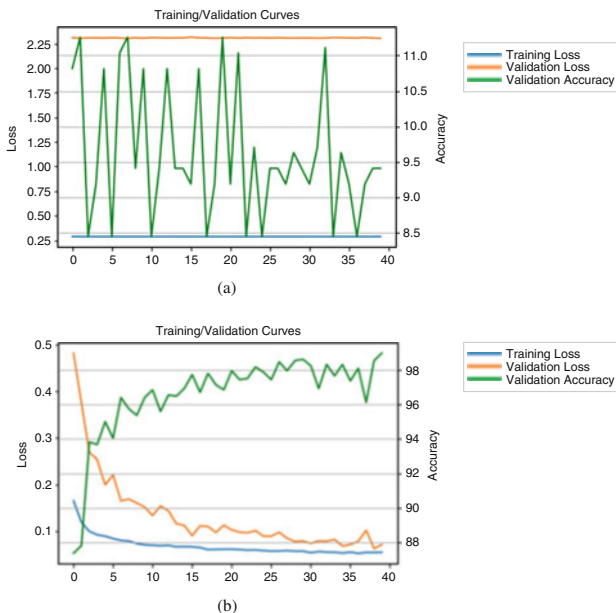 Training/Validation Curves
2.25
2.00
1.75
1.50
1.25
1.00
0.75
0.50
0.25
Loss
11.0
10.5
10.0
9.5
9.0
8.5
Accuracy
0 5 10 15 20 25 30 35 40
Training Loss
Validation Loss
Validation Accuracy
(a)
Training/Validation Curves
0.5
0.4
0.3
0.2
0.1
Loss
98
96
94
92
90
88
Accuracy
0 5 10 15 20 25 30 35 40
Training Loss
Validation Loss
Validation Accuracy
(b)